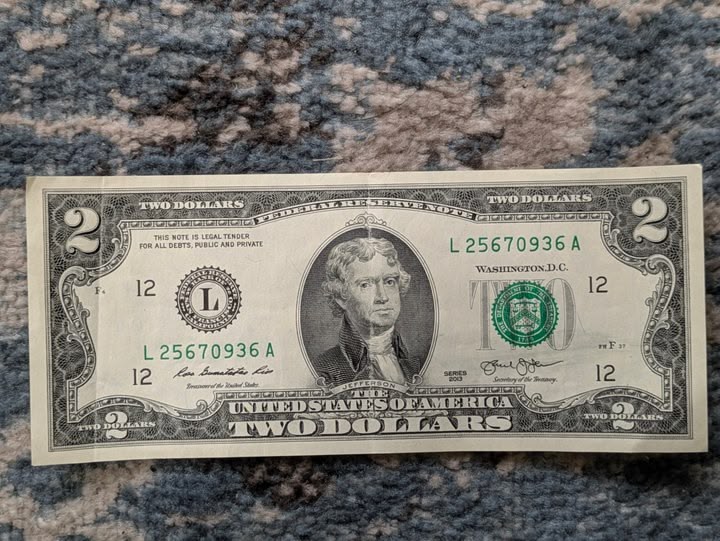 TWO DOLLARS
TWO DOLLARS
2
FEDERAL RESERVE NOTE
2
THIS NOTE IS LEGAL TENDER
FOR ALL DEBTS, PUBLIC AND PRIVATE
L 25670936 A
WASHINGTON, D.C.
12
L
TWO
12
L 25670936 A
12
Treasurer of the United States
JEFFERSON
SERIES
2013
Secretary of the Treasury.
12
THE
UNITED STATES OF AMERICA
TWO DOLLARS
TWO DOLLARS
2
TWO DOLLARS
2